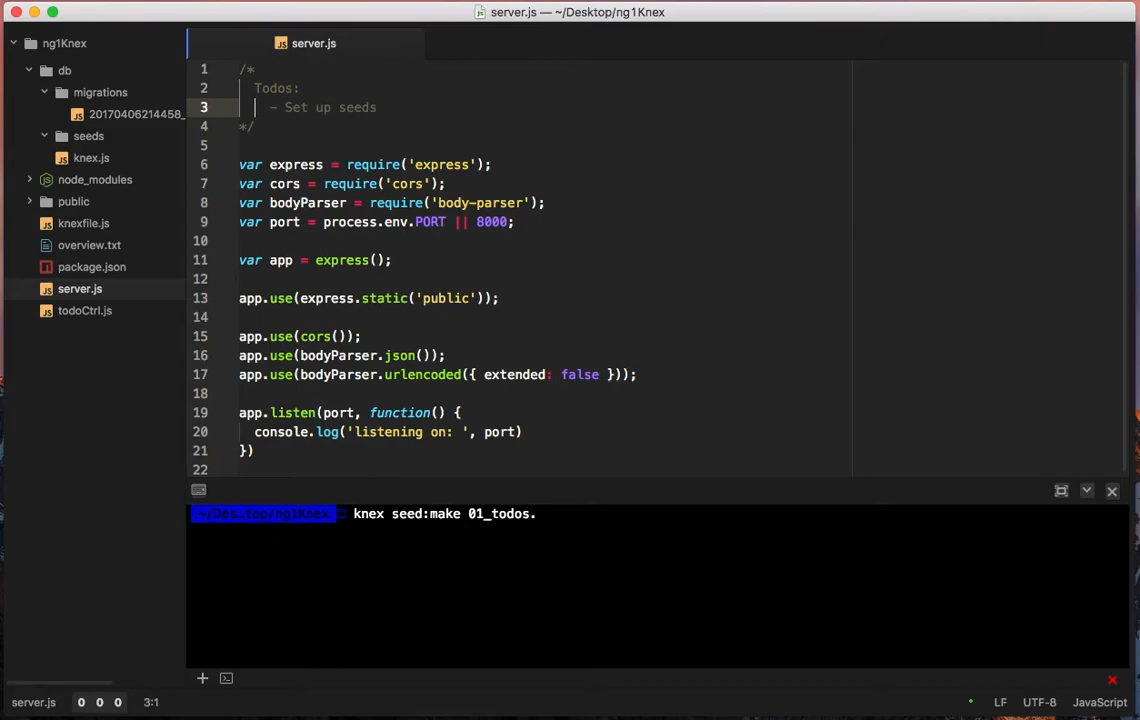 server.js — ~/Desktop/ng1Knex
ng1Knex
db
migrations
20170406214458_
seeds
knex.js
node_modules
public
knexfile.js
overview.txt
package.json
server.js
todoCtrl.js
server.js
1 /*
2 Todos:
3 - Set up seeds
4 */
5
6 var express = require('express');
7 var cors = require('cors');
8 var bodyParser = require('body-parser');
9 var port = process.env.PORT || 8000;
10
11 var app = express();
12
13 app.use(express.static('public'));
14
15 app.use(cors());
16 app.use(bodyParser.json());
17 app.use(bodyParser.urlencoded({ extended: false }));
18
19 app.listen(port, function() {
20 console.log('listening on: ', port)
21 })
22
~/Des…top/ng1Knex knex seed:make 01_todos.
server.js 0 0 0 3:1 LF UTF-8 JavaScript